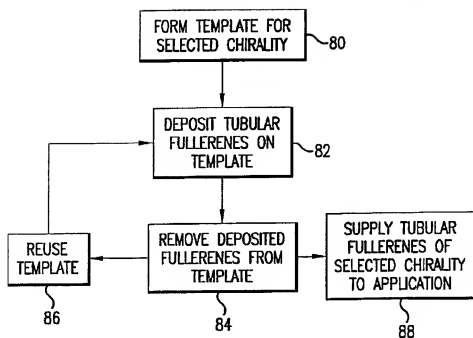 FORM TEMPLATE FOR
SELECTED CHIRALITY
80
DEPOSIT TUBULAR
FULLERENES ON
TEMPLATE
82
REUSE
TEMPLATE
86
REMOVE DEPOSITED
FULLERENES FROM
TEMPLATE
84
SUPPLY TUBULAR
FULLERENES OF
SELECTED CHIRALITY
TO APPLICATION
88